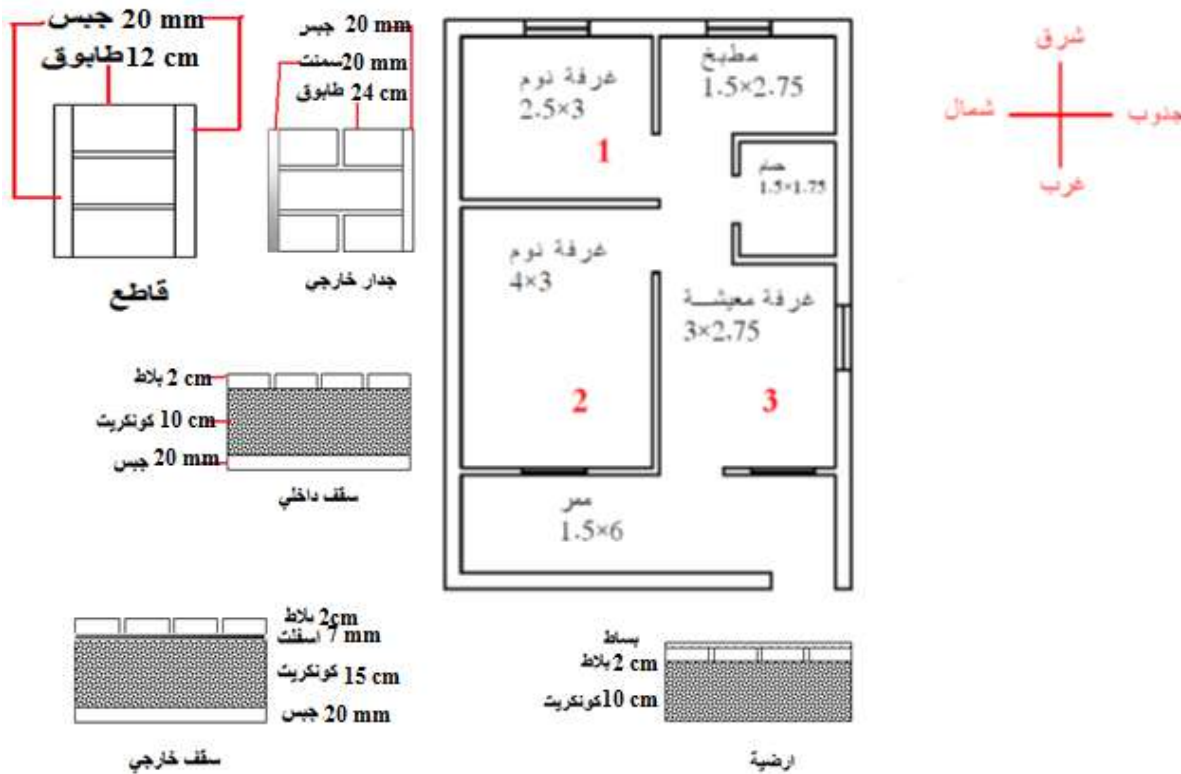 20 mm جبس
12 cm طابوق
قاطع
20 mm جبس
20mm سمنت
24 cm طابوق
جدار خارجي
غرفة نوم
2.5×3
1
مطبخ
1.5×2.75
حمام
1.5×1.75
غرفة نوم
4×3
2
غرفة معيشة
3×2.75
3
ممر
1.5×6
شرق
شمال
جنوب
غرب
2 cm بلاط
10 cm كونكريت
20 mm جبس
سقف داخلي
2cm بلاط
7 mm اسفلت
15 cm كونكريت
20 mm جبس
سقف خارجي
بساط
2 cm بلاط
10 cm كونكريت
ارضية